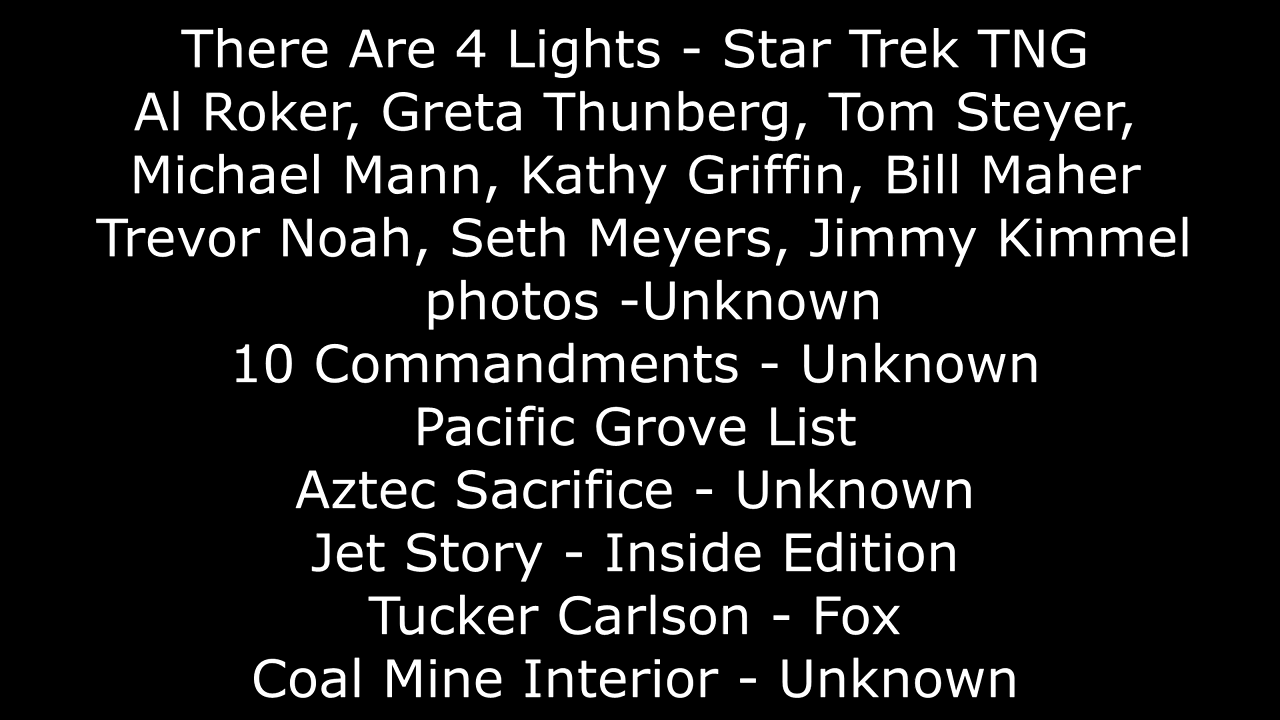 There Are 4 Lights - Star Trek TNG
Al Roker, Greta Thunberg, Tom Steyer,
Michael Mann, Kathy Griffin, Bill Maher
Trevor Noah, Seth Meyers, Jimmy Kimmel
photos -Unknown
10 Commandments - Unknown
Pacific Grove List
Aztec Sacrifice - Unknown
Jet Story - Inside Edition
Tucker Carlson - Fox
Coal Mine Interior - Unknown